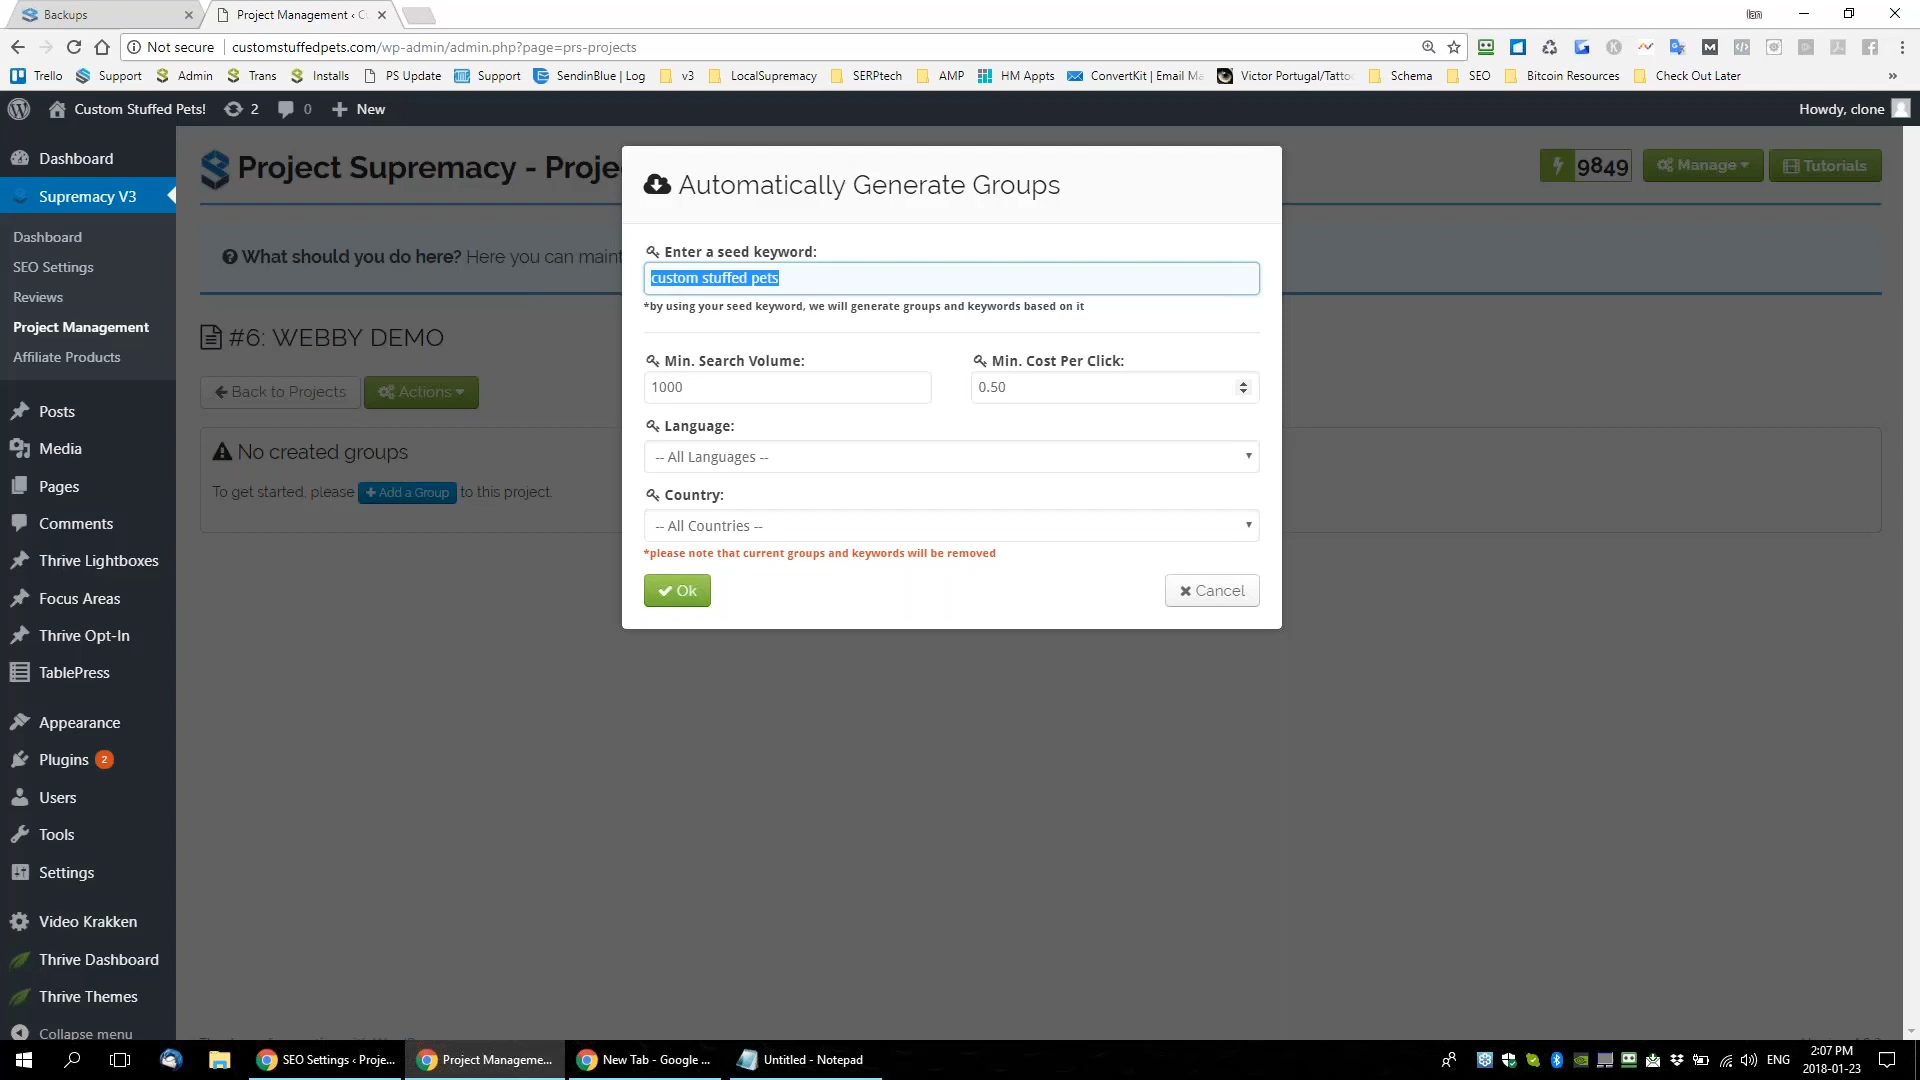 Backups
Project Management ‹ C
Ian
Not secure
customstuffedpets.com/wp-admin/admin.php?page=prs-projects
Trello
Support
Admin
Trans
Installs
PS Update
Support
SendinBlue | Log
v3
LocalSupremacy
SERPtech
AMP
HM Appts
ConvertKit | Email Ma
Victor Portugal/Tatto
Schema
SEO
Bitcoin Resources
Check Out Later
»
Custom Stuffed Pets!
2
0
New
Howdy, clone
Dashboard
Supremacy V3
Dashboard
SEO Settings
Reviews
Project Management
Affiliate Products
Posts
Media
Pages
Comments
Thrive Lightboxes
Focus Areas
Thrive Opt-In
TablePress
Appearance
Plugins 2
Users
Tools
Settings
Video Krakken
Thrive Dashboard
Thrive Themes
Collapse menu
Project Supremacy - Proje
9849
Manage
Tutorials
What should you do here? Here you can maint
#6: WEBBY DEMO
Back to Projects
Actions
No created groups
To get started, please + Add a Group to this project.
Automatically Generate Groups
Enter a seed keyword:
custom stuffed pets
*by using your seed keyword, we will generate groups and keywords based on it
Min. Search Volume:
Min. Cost Per Click:
1000
0.50
Language:
-- All Languages --
Country:
-- All Countries --
*please note that current groups and keywords will be removed
Ok
Cancel
SEO Settings ‹ Proje...
Project Manageme...
New Tab - Google ...
Untitled - Notepad
ENG
2:07 PM
2018-01-23